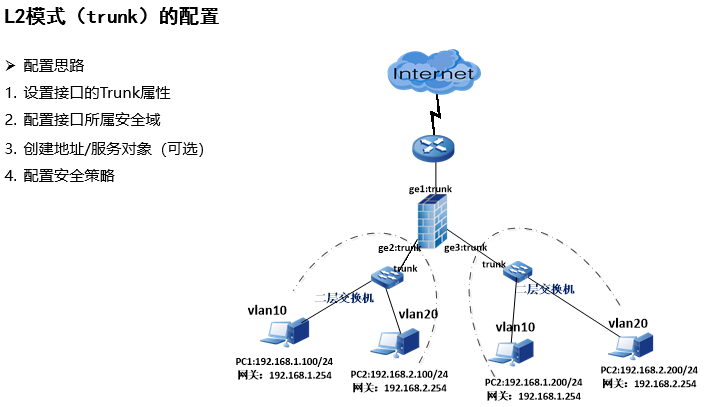 L2模式（trunk）的配置
➢ 配置思路
1. 设置接口的Trunk属性
2. 配置接口所属安全域
3. 创建地址/服务对象（可选）
4. 配置安全策略
Internet
ge1:trunk
ge2:trunk
ge3:trunk
trunk
trunk
二层交换机
二层交换机
vlan10
vlan20
vlan10
vlan20
PC1:192.168.1.100/24
网关：192.168.1.254
PC2:192.168.2.100/24
网关：192.168.2.254
PC2:192.168.1.200/24
网关：192.168.1.254
PC2:192.168.2.200/24
网关：192.168.2.254